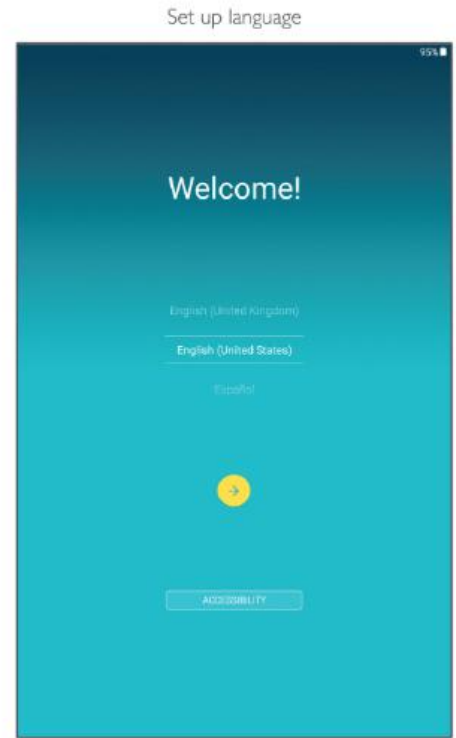 Set up language
95%
Welcome!
English (United Kingdom)
English (United States)
Español
ACCESSIBILITY